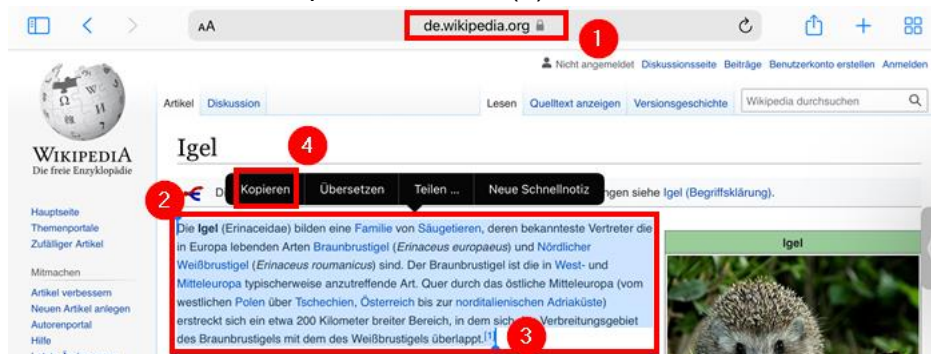 AA
de.wikipedia.org
1
Nicht angemeldet Diskussionsseite Beiträge Benutzerkonto erstellen Anmelden
Artikel Diskussion
Lesen Quelltext anzeigen Versionsgeschichte
Wikipedia durchsuchen
WIKIPEDIA
Die freie Enzyklopädie
Igel
4
2
Kopieren Übersetzen Teilen ... Neue Schnellnotiz
siehe Igel (Begriffsklärung).
Hauptseite
Themenportale
Zufälliger Artikel
Mitmachen
Artikel verbessern
Neuen Artikel anlegen
Autorenportal
Hilfe
Die Igel (Erinaceidae) bilden eine Familie von Säugetieren, deren bekannteste Vertreter die
in Europa lebenden Arten Braunbrustigel (Erinaceus europaeus) und Nördlicher
Weißbrustigel (Erinaceus roumanicus) sind. Der Braunbrustigel ist die in West- und
Mitteleuropa typischerweise anzutreffende Art. Quer durch das östliche Mitteleuropa (vom
westlichen Polen über Tschechien, Österreich bis zur norditalienischen Adriaküste)
erstreckt sich ein etwa 200 Kilometer breiter Bereich, in dem sich Verbreitungsgebiet
des Braunbrustigels mit dem des Weißbrustigels überlappt.[1]
3
Igel